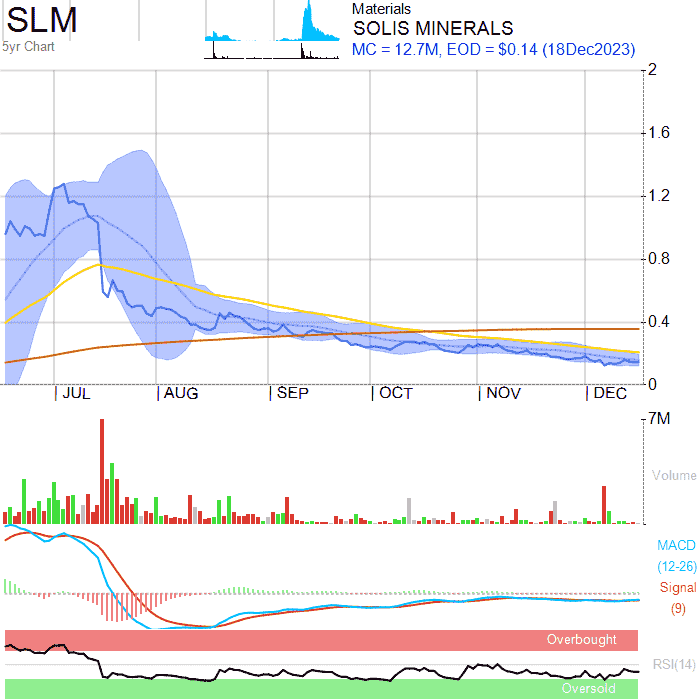 SLM
5yr Chart
Materials
SOLIS MINERALS
MC = 12.7M, EOD = $0.14 (18Dec2023)
2
1.6
1.2
0.8
0.4
0
JUL AUG SEP OCT NOV DEC
7M
Volume
MACD
(12-26)
Signal
(9)
Overbought
RSI(14)
Oversold